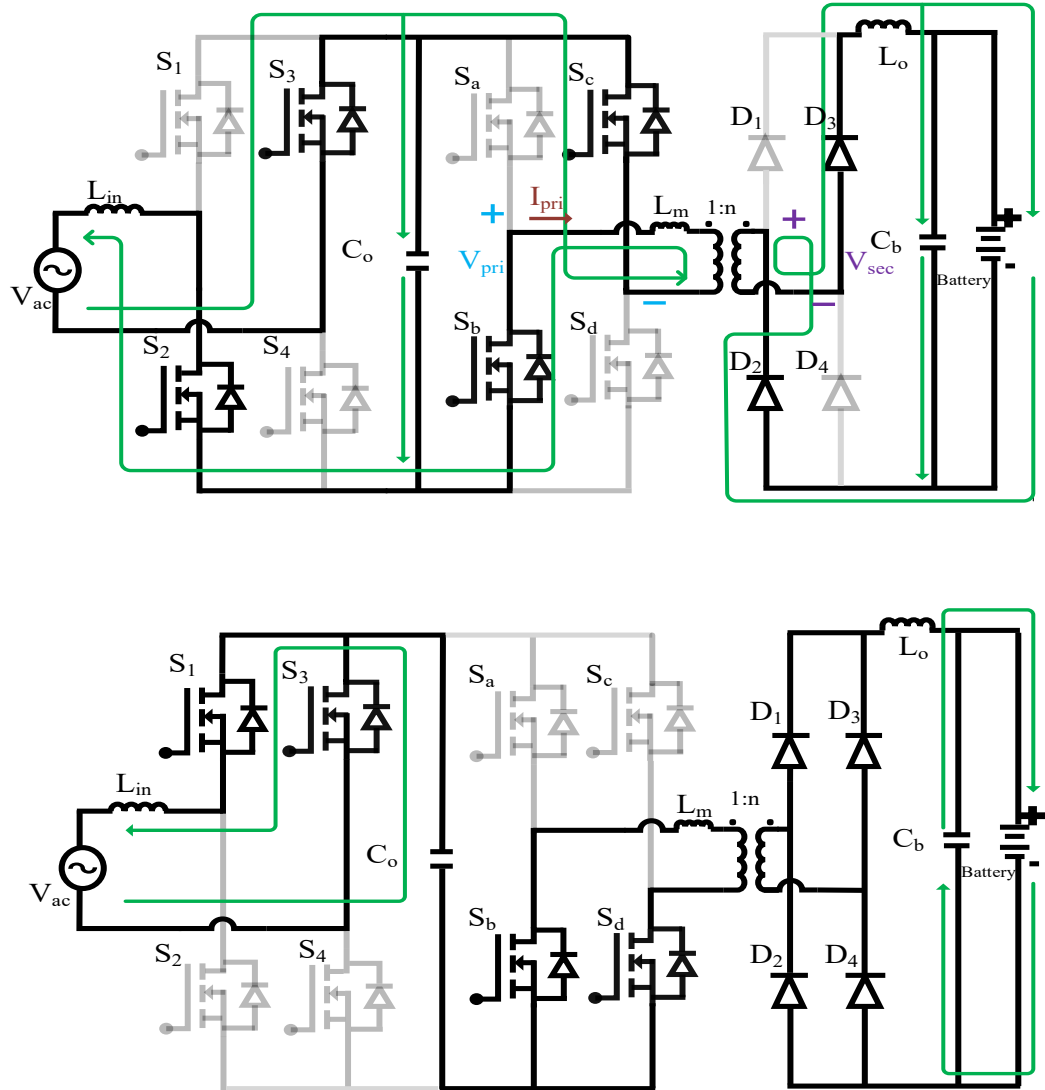 S1
S3
Sa
Sc
Lo
D1
D3
Lin
+
Ipri
Lm
1:n
+
+
Co
Vpri
Vsec
Cb
Battery
-
Vac
−
−
S2
S4
Sb
Sd
D2
D4
S1
S3
Sa
Sc
Lo
D1
D3
Lin
Lm
1:n
+
Co
Cb
Battery
-
Vac
Sb
Sd
S2
S4
D2
D4